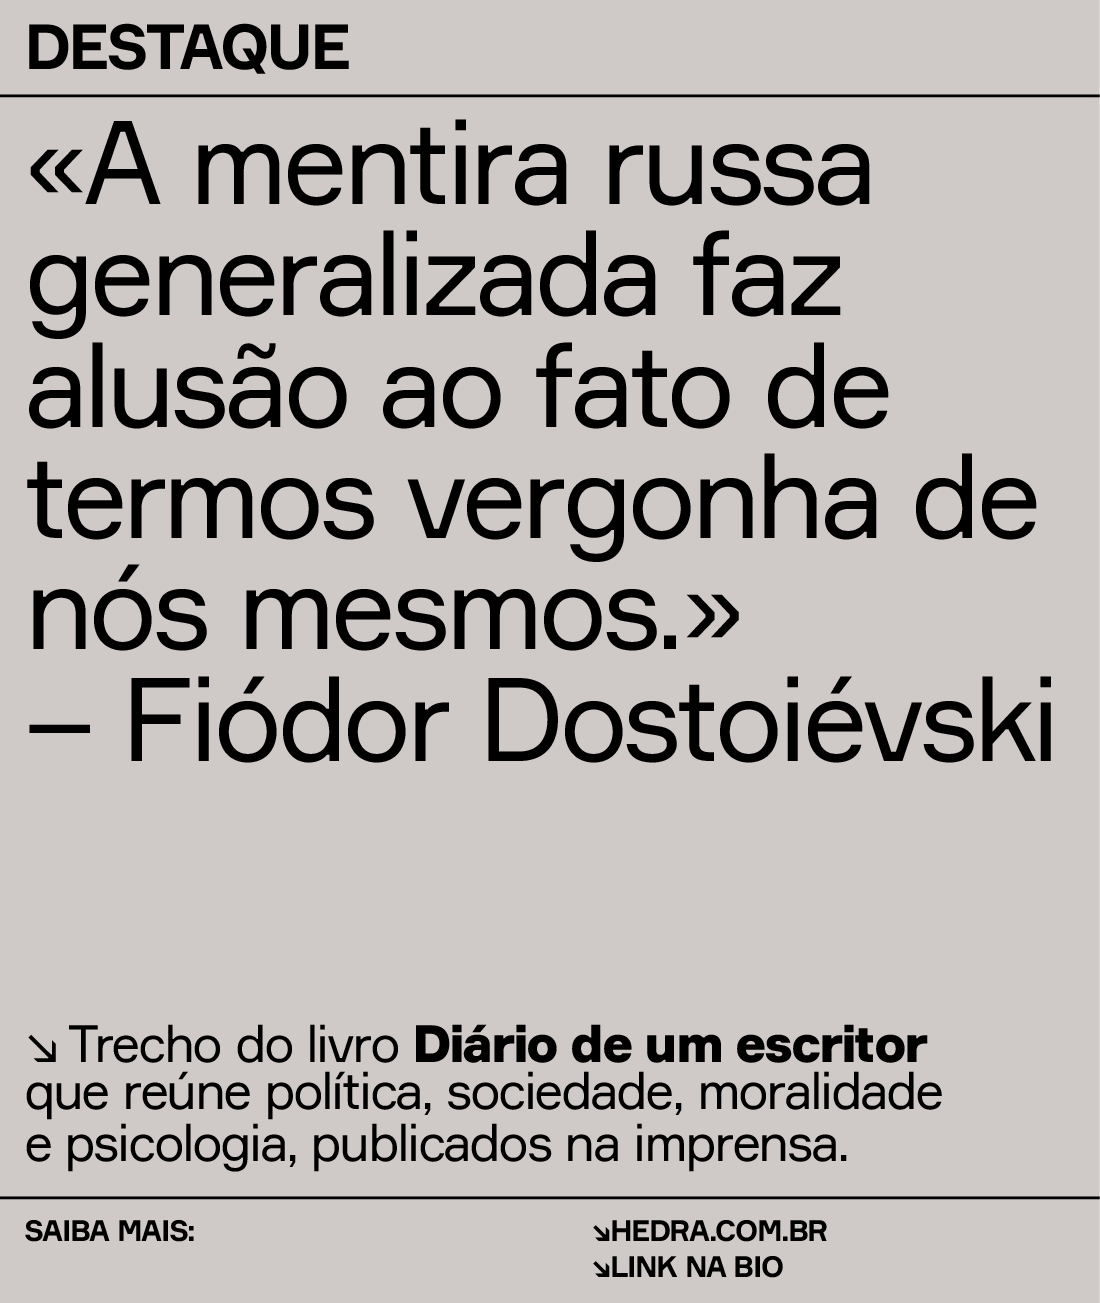 DESTAQUE
«A mentira russa
generalizada faz
alusão ao fato de
termos vergonha de
nós mesmos.»
– Fiódor Dostoiévski
↘ Trecho do livro Diário de um escritor
que reúne política, sociedade, moralidade
e psicologia, publicados na imprensa.
SAIBA MAIS:
↘HEDRA.COM.BR
↘LINK NA BIO